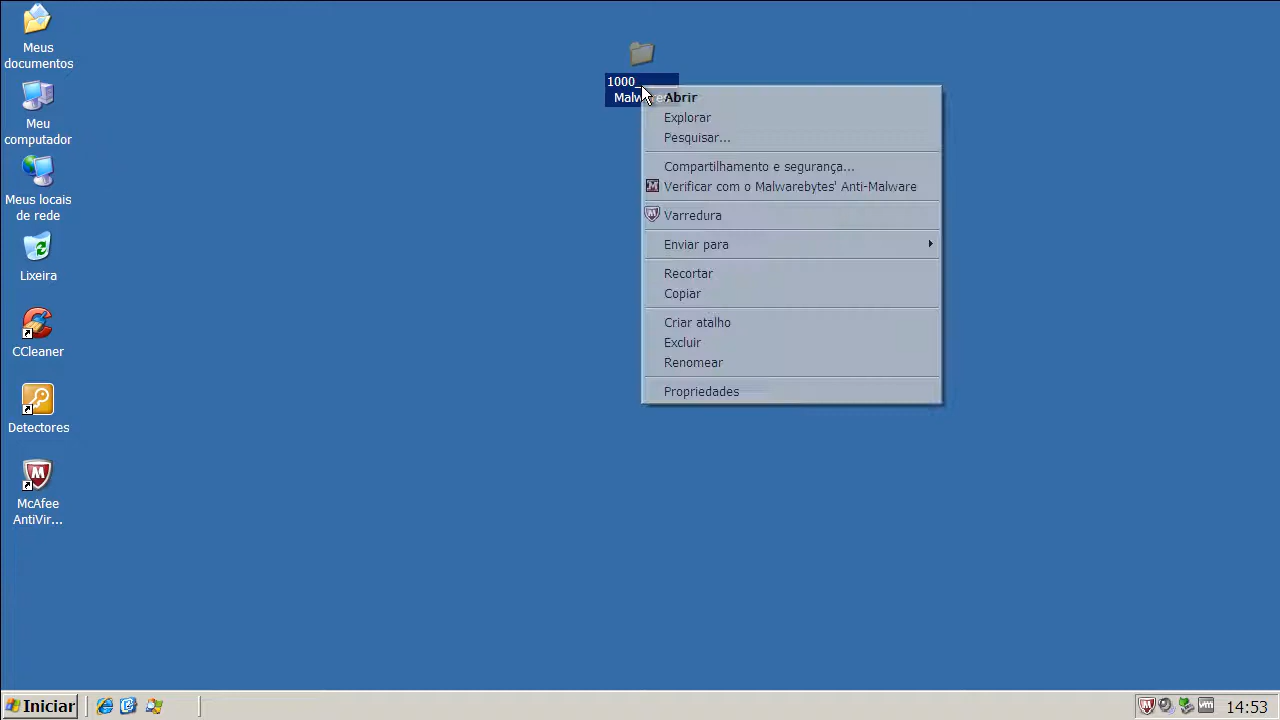 Meus
documentos
Meu
computador
Meus locais
de rede
Lixeira
CCleaner
Detectores
McAfee
AntiVir...
1000_
Abrir
Explorar
Pesquisar...
Compartilhamento e segurança...
Verificar com o Malwarebytes' Anti-Malware
Varredura
Enviar para
Recortar
Copiar
Criar atalho
Excluir
Renomear
Propriedades
Iniciar
14:53